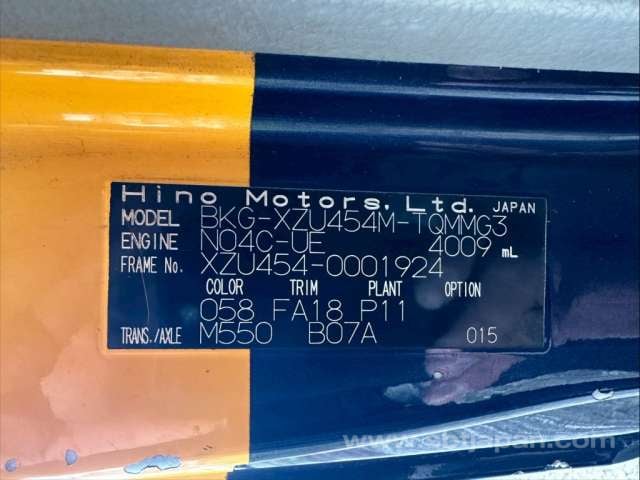 Hino Motors, Ltd. JAPAN
MODEL BKG-XZU454M-TQMMG3
ENGINE N04C-UE 4009 mL
FRAME No. XZU454-0001924
COLOR TRIM PLANT OPTION
058 FA18 P11
TRANS./AXLE M550 B07A 015
www.sbtjapan.com